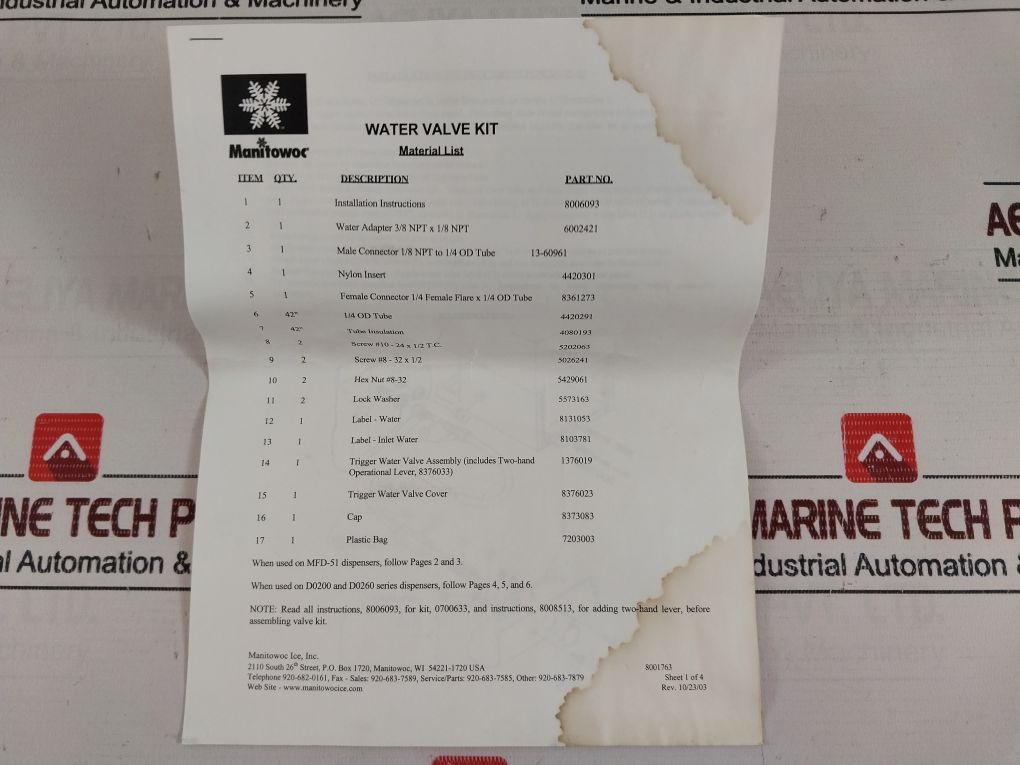 dustrial Automation & Machinery
Marine & Industrial Automation &
Manitowoc
WATER VALVE KIT
Material List
ITEM QTY. DESCRIPTION PART NO.
1 1 Installation Instructions 8006093
2 1 Water Adapter 3/8 NPT x 1/8 NPT 6002421
3 1 Male Connector 1/8 NPT to 1/4 OD Tube 13-60961
4 1 Nylon Insert 4420301
5 1 Female Connector 1/4 Female Flare x 1/4 OD Tube 8361273
6 42" 1/4 OD Tube 4420291
7 42" Tube Insulation 4080193
8 2 Screw #10 - 24 x 1/2 T.C. 5202063
9 2 Screw #8 - 32 x 1/2 5026241
10 2 Hex Nut #8-32 5429061
11 2 Lock Washer 5573163
12 1 Label - Water 8131053
13 1 Label - Inlet Water 8103781
14 1 Trigger Water Valve Assembly (includes Two-hand 1376019
Operational Lever, 8376033)
15 1 Trigger Water Valve Cover 8376023
16 1 Cap 8373083
17 1 Plastic Bag 7203003
When used on MFD-51 dispensers, follow Pages 2 and 3.
When used on D0200 and D0260 series dispensers, follow Pages 4, 5, and 6.
NOTE: Read all instructions, 8006093, for kit, 0700633, and instructions, 8008513, for adding two-hand lever, before
assembling valve kit.
Manitowoc Ice, Inc.
2110 South 26th Street, P.O. Box 1720, Manitowoc, WI 54221-1720 USA
Telephone 920-682-0161, Fax - Sales: 920-683-7589, Service/Parts: 920-683-7585, Other: 920-683-7879
Web Site - www.manitowocice.com
8001763
Sheet 1 of 4
Rev. 10/23/03
A
Ma
INE TECH P
al Automation &
MARINE TECH P
dustrial Automation &